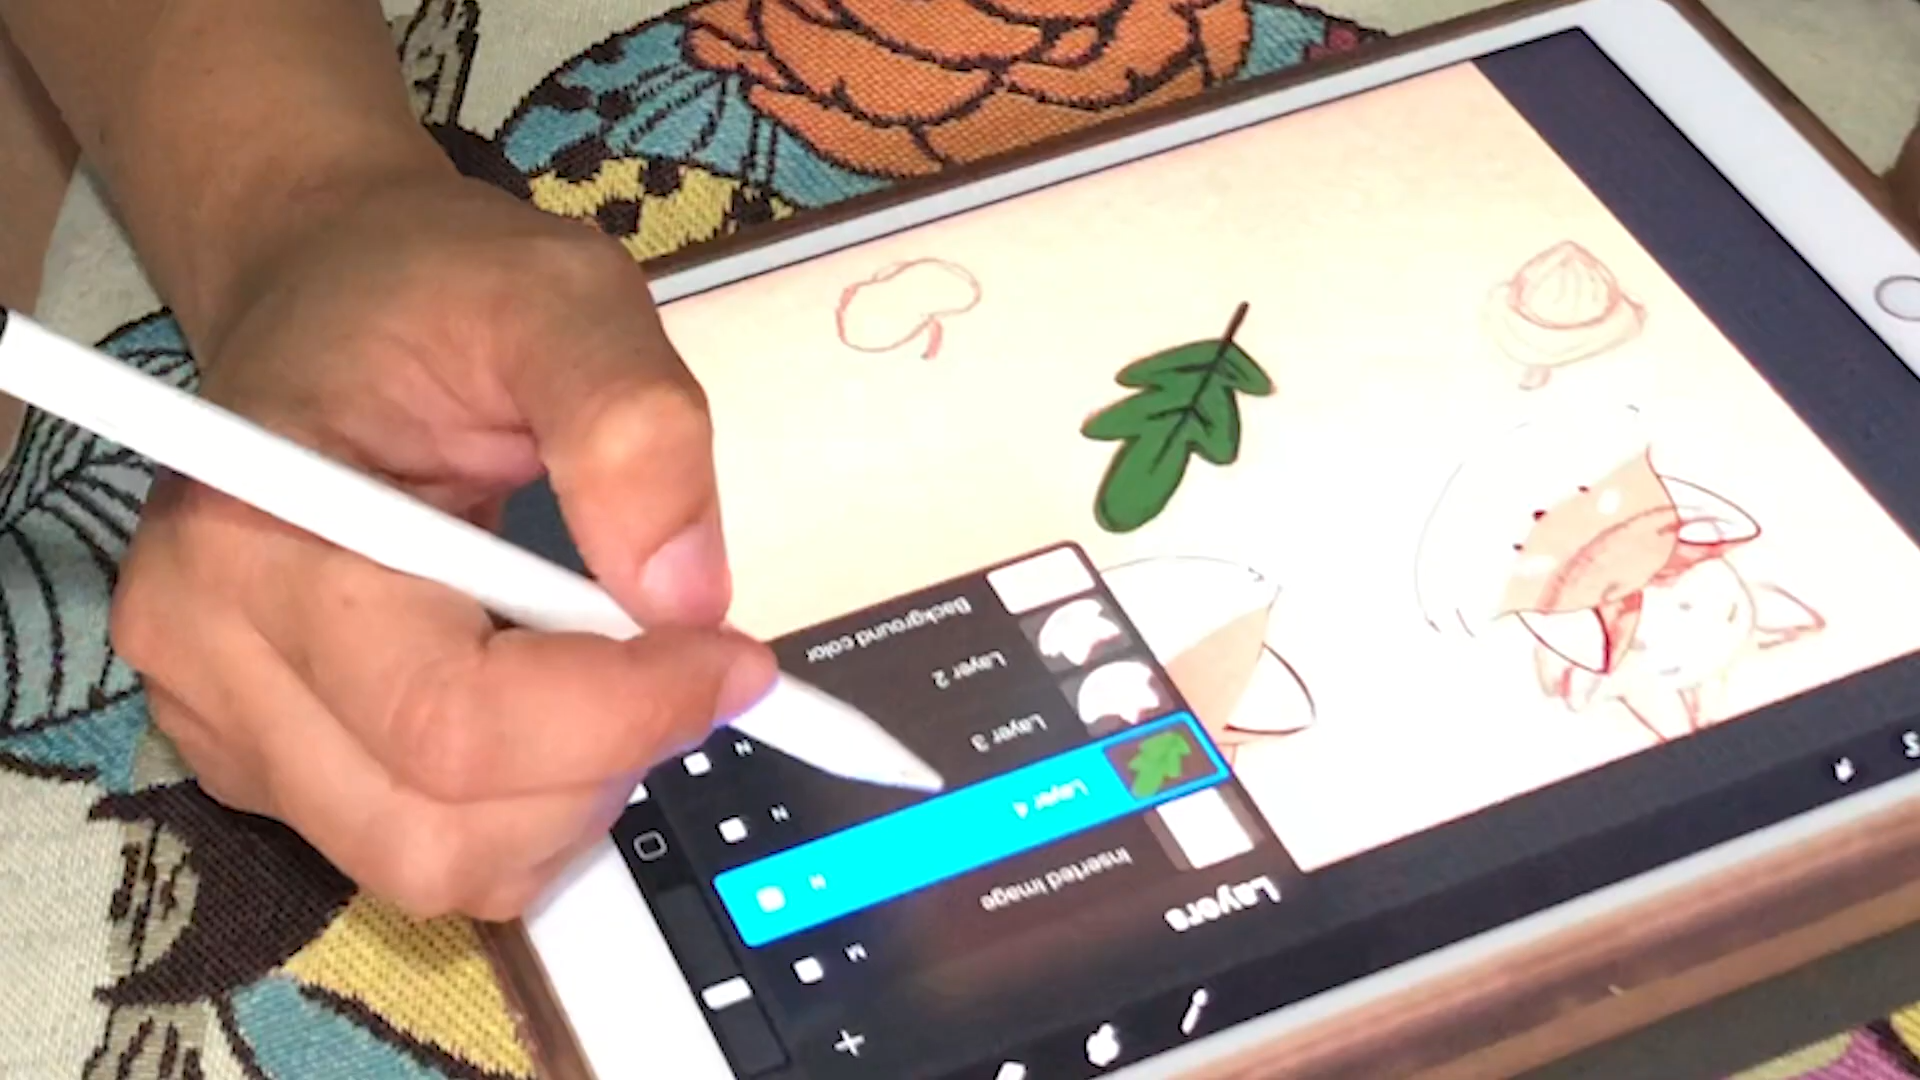 Layers
Inserted image
M
Layer 4
N
Layer 3
N
Layer 2
N
Background color
S